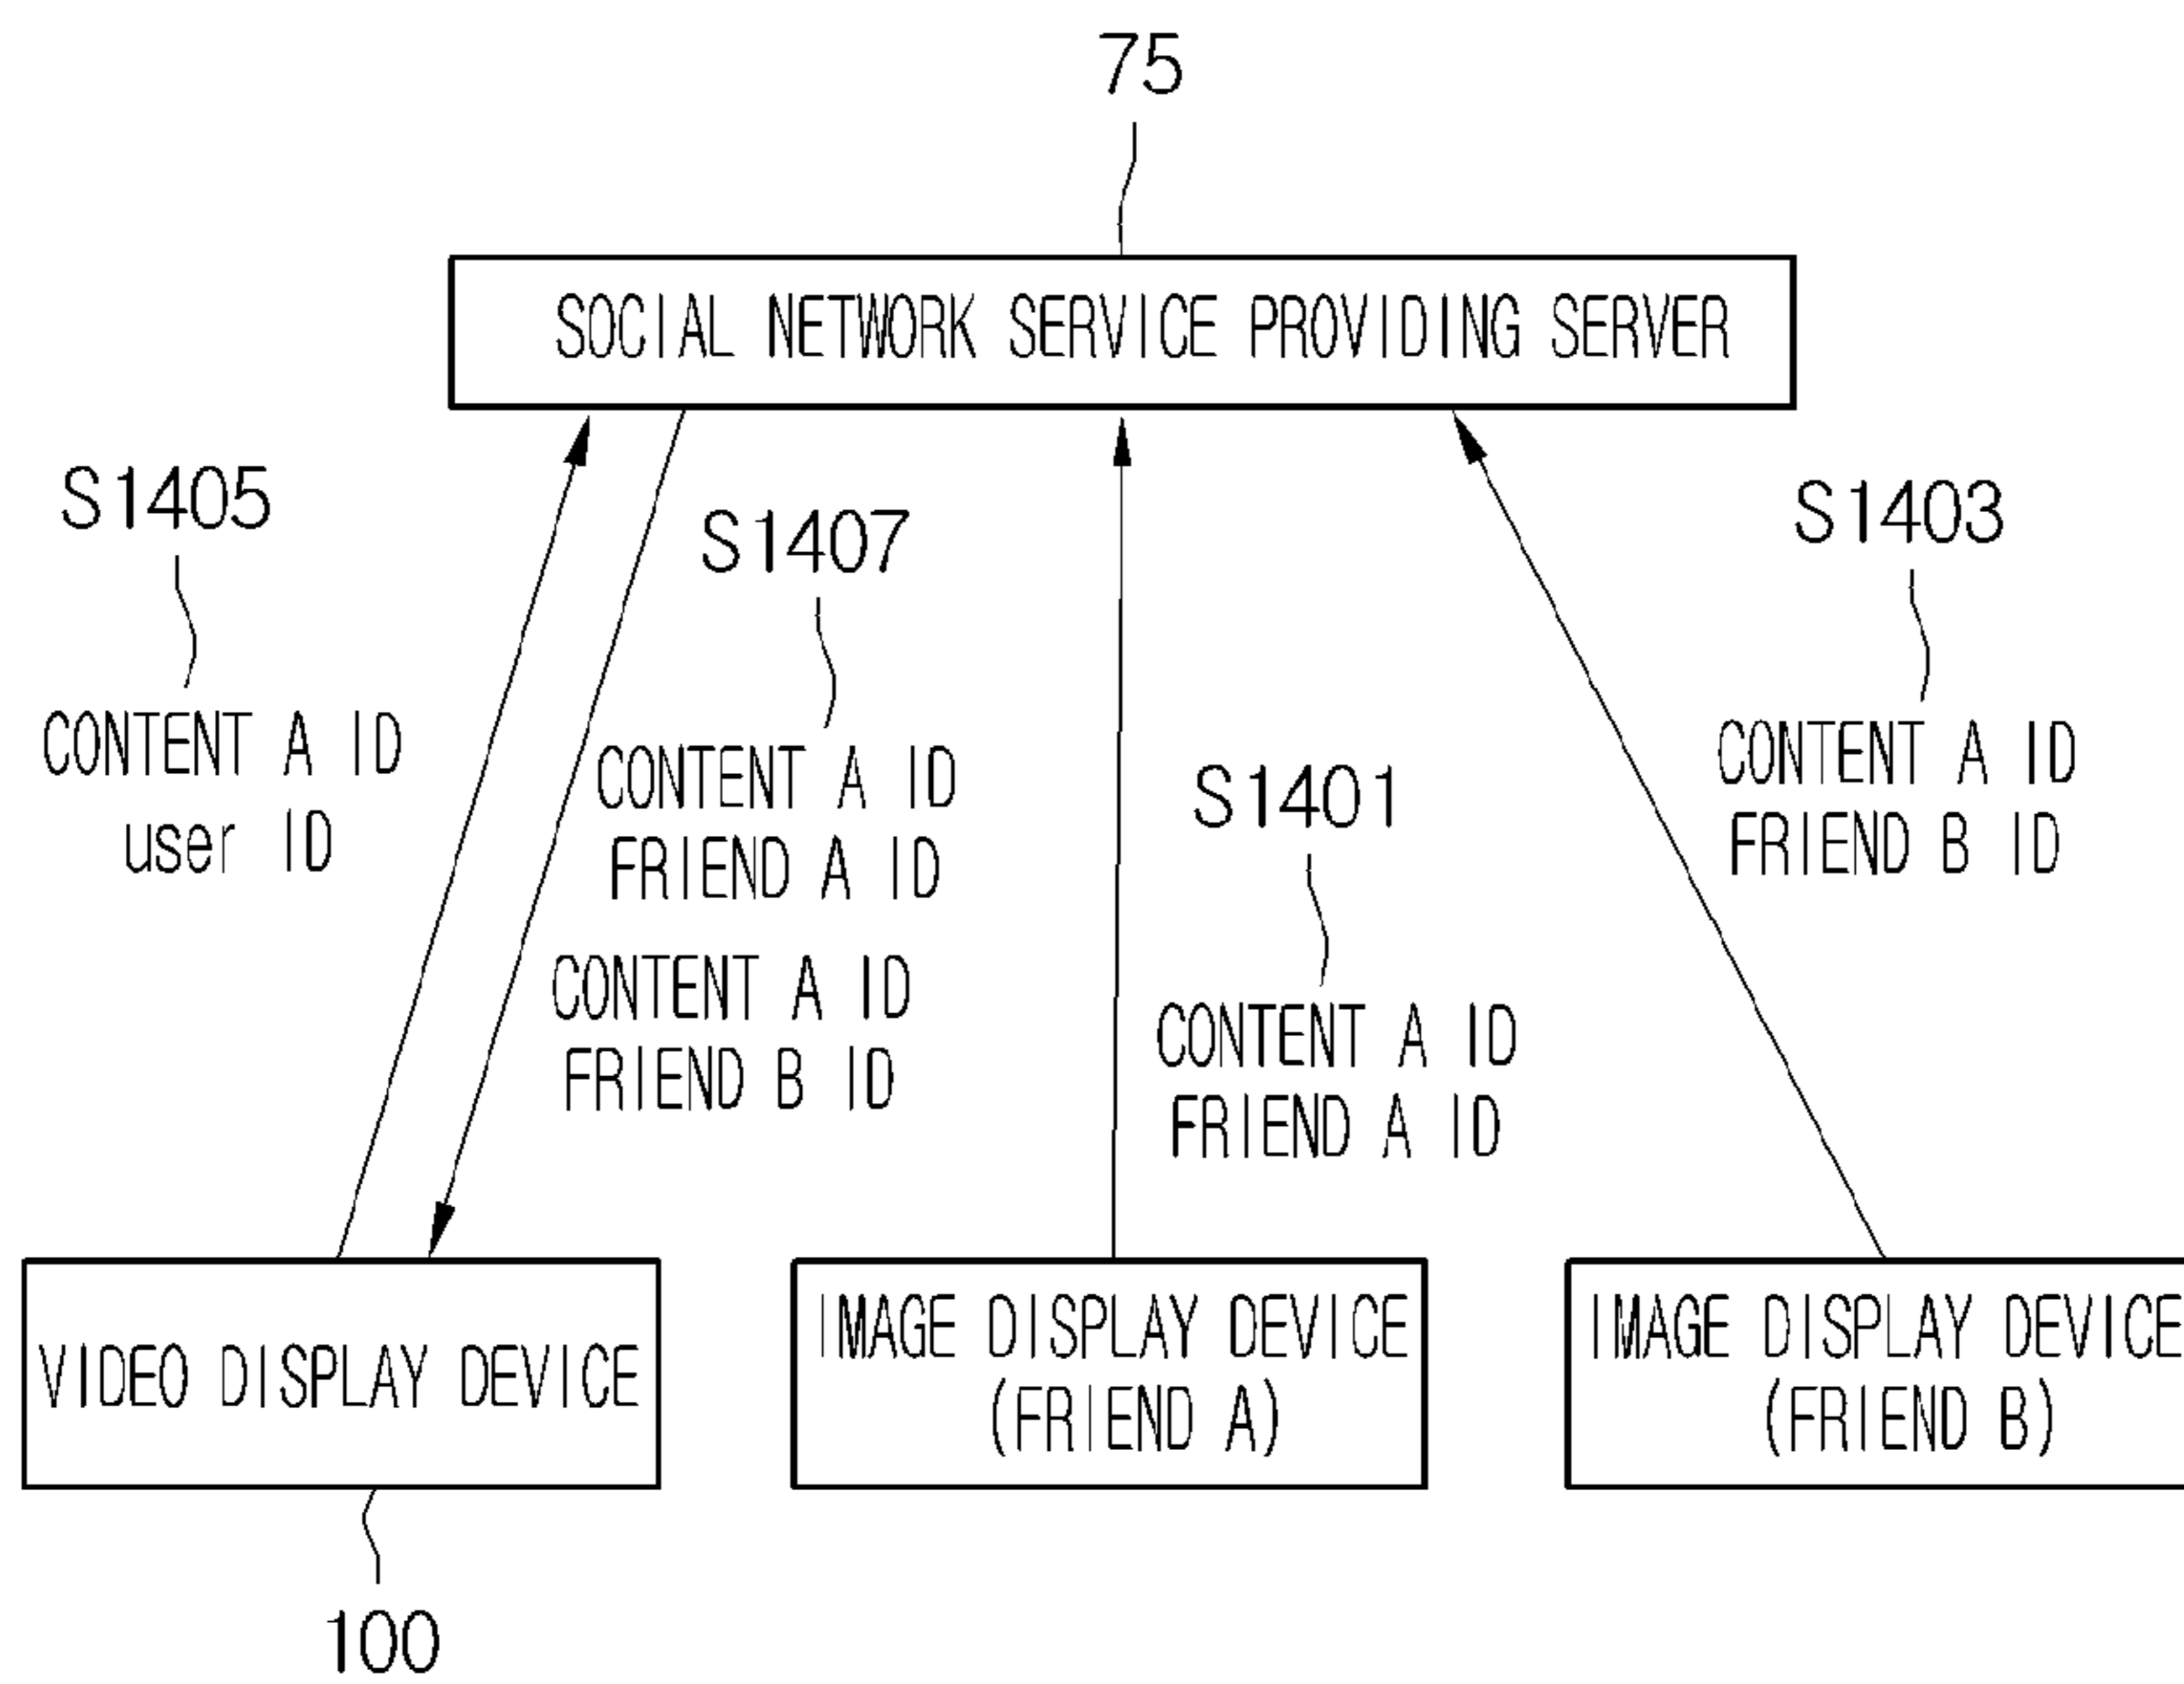 75
SOCIAL NETWORK SERVICE PROVIDING SERVER
S1405
CONTENT A ID
user ID
S1407
CONTENT A ID
FRIEND A ID
CONTENT A ID
FRIEND B ID
S1401
CONTENT A ID
FRIEND A ID
S1403
CONTENT A ID
FRIEND B ID
VIDEO DISPLAY DEVICE
100
IMAGE DISPLAY DEVICE
(FRIEND A)
IMAGE DISPLAY DEVICE
(FRIEND B)